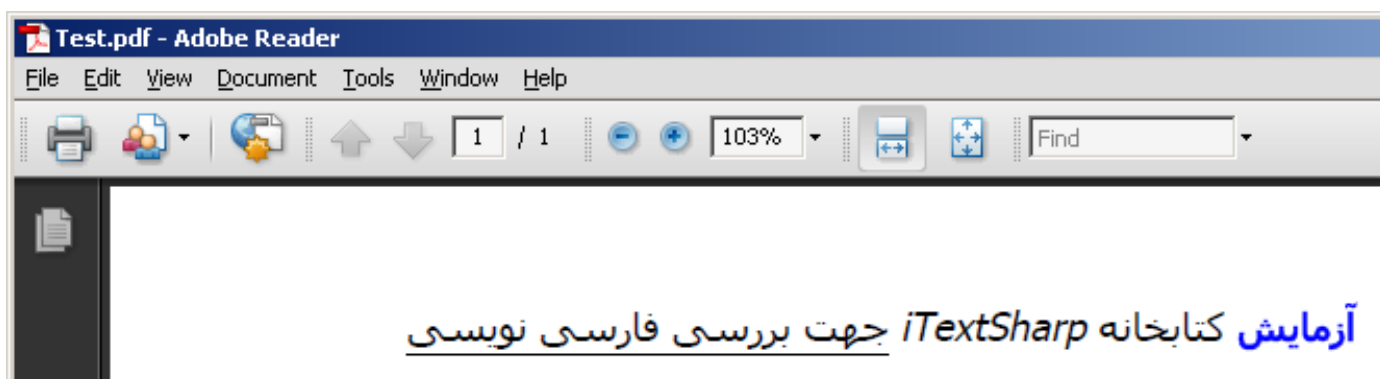 Test.pdf - Adobe Reader
File Edit View Document Tools Window Help
1 / 1 103% Find
آزمایش کتابخانه iTextSharp جهت بررسی فارسی نویسی